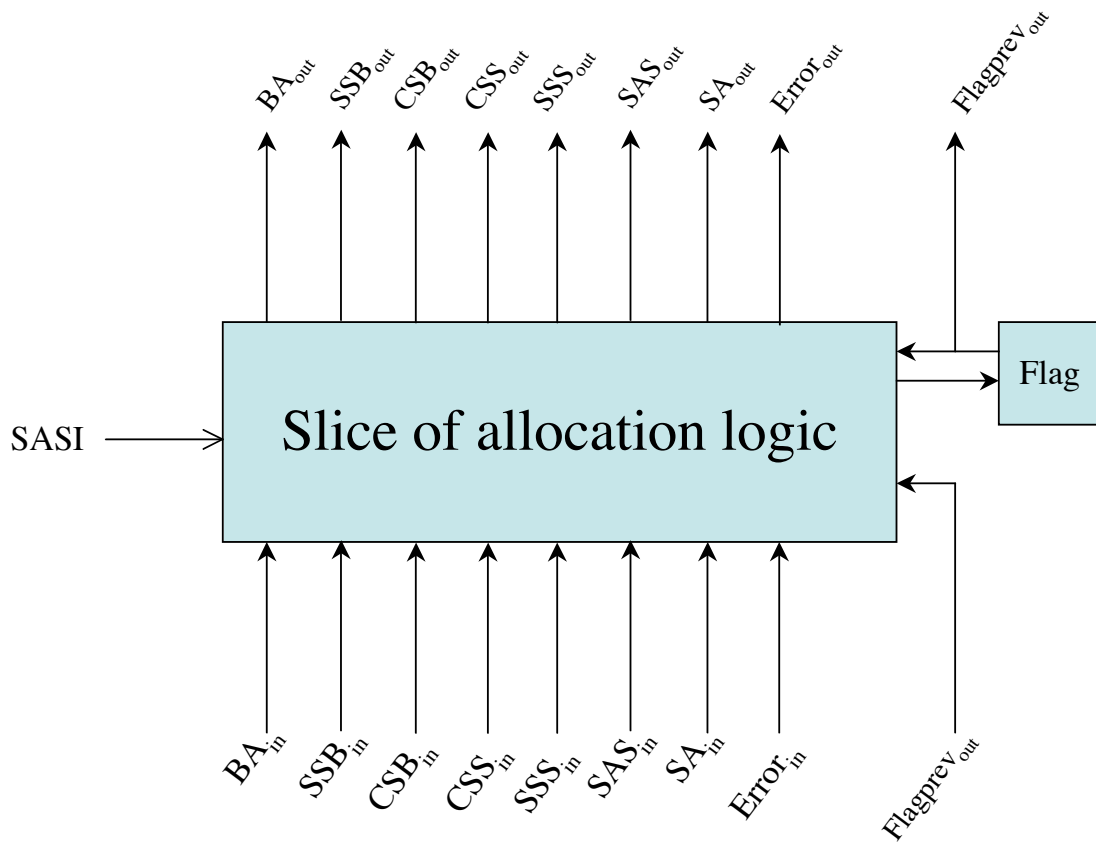 BAout
SSBout
CSBout
CSSout
SSSout
SASout
SAout
Errorout
Flagprevout
Flag
Slice of allocation logic
SASI
BAin
SSBin
CSBin
CSSin
SSSin
SASin
SAin
Errorin
Flagprevout